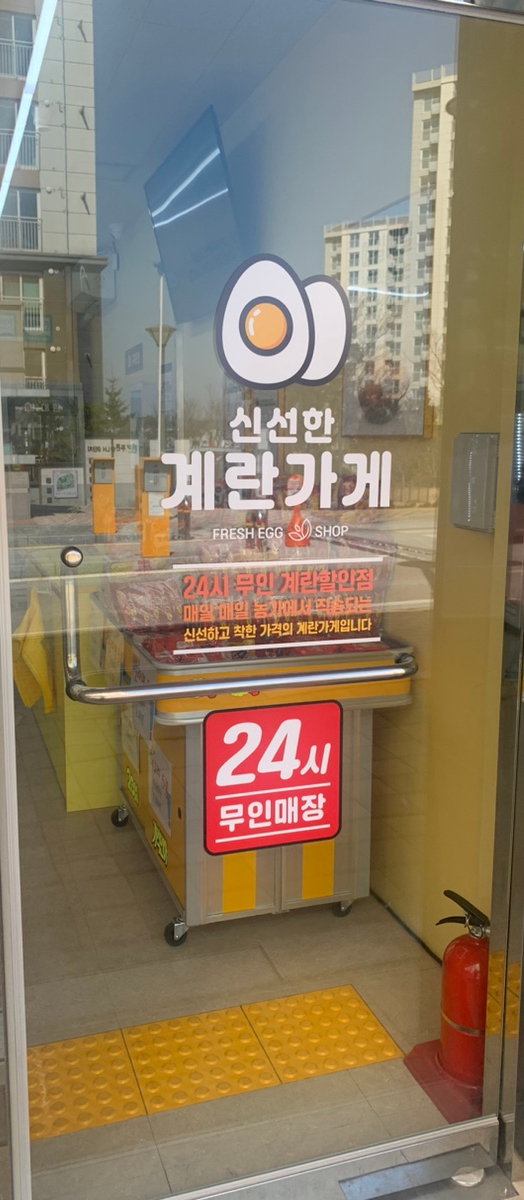 신선한
계란가게
FRESH EGG SHOP
24시 무인 계란할인점
매일 매일 농가에서 직송되는
신선하고 착한 가격의 계란가게입니다
24시
무인매장